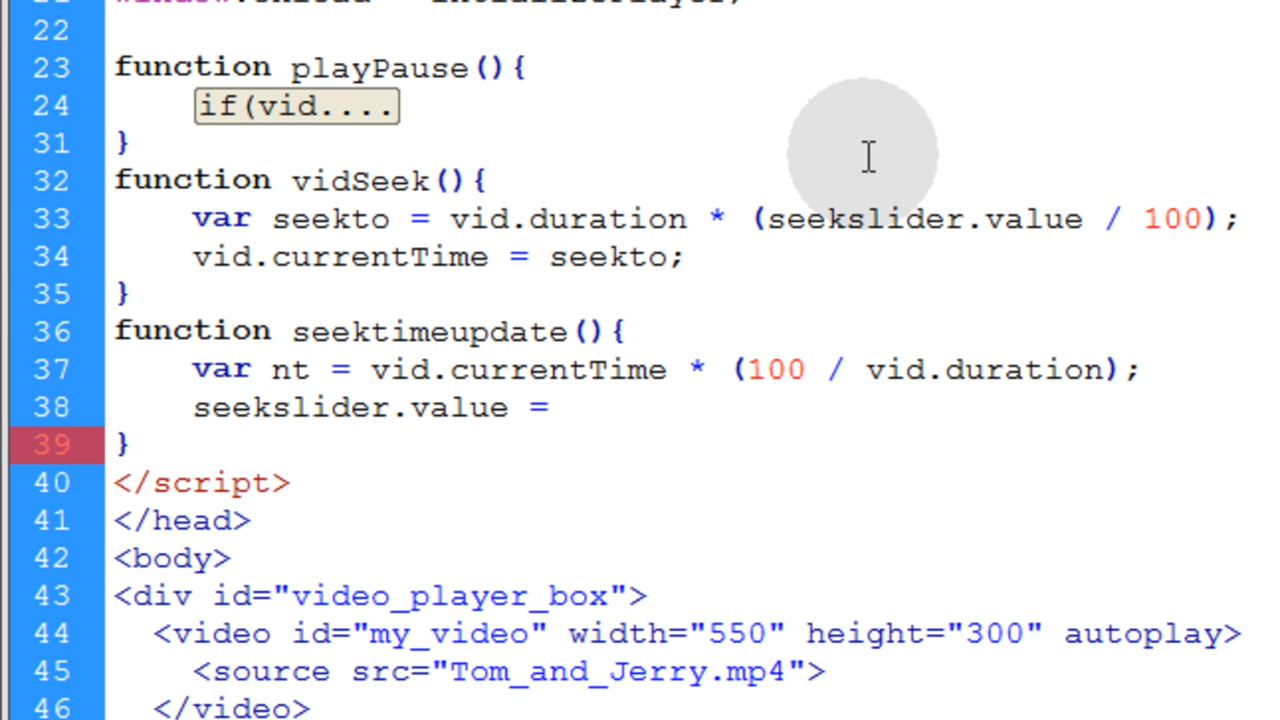 22
23 function playPause(){
24 if(vid....
31 }
32 function vidSeek(){
33 var seekto = vid.duration * (seekslider.value / 100);
34 vid.currentTime = seekto;
35 }
36 function seektimeupdate(){
37 var nt = vid.currentTime * (100 / vid.duration);
38 seekslider.value =
39 }
40 </script>
41 </head>
42 <body>
43 <div id="video_player_box">
44 <video id="my_video" width="550" height="300" autoplay>
45 <source src="Tom_and_Jerry.mp4">
46 </video>